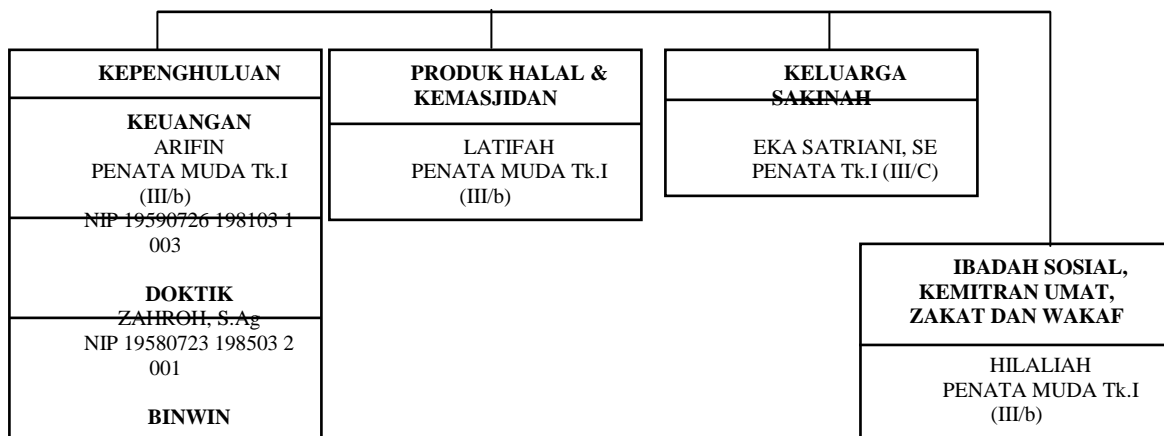 KEPENGHULUAN
KEUANGAN
ARIFIN
PENATA MUDA Tk.I
(III/b)
NIP 19590726 198103 1
003
DOKTIK
ZAHROH, S.Ag
NIP 19580723 198503 2
001
BINWIN
PRODUK HALAL &
KEMASJIDAN
LATIFAH
PENATA MUDA Tk.I
(III/b)
KELUARGA
SAKINAH
EKA SATRIANI, SE
PENATA Tk.I (III/C)
IBADAH SOSIAL,
KEMITRAN UMAT,
ZAKAT DAN WAKAF
HILALIAH
PENATA MUDA Tk.I
(III/b)